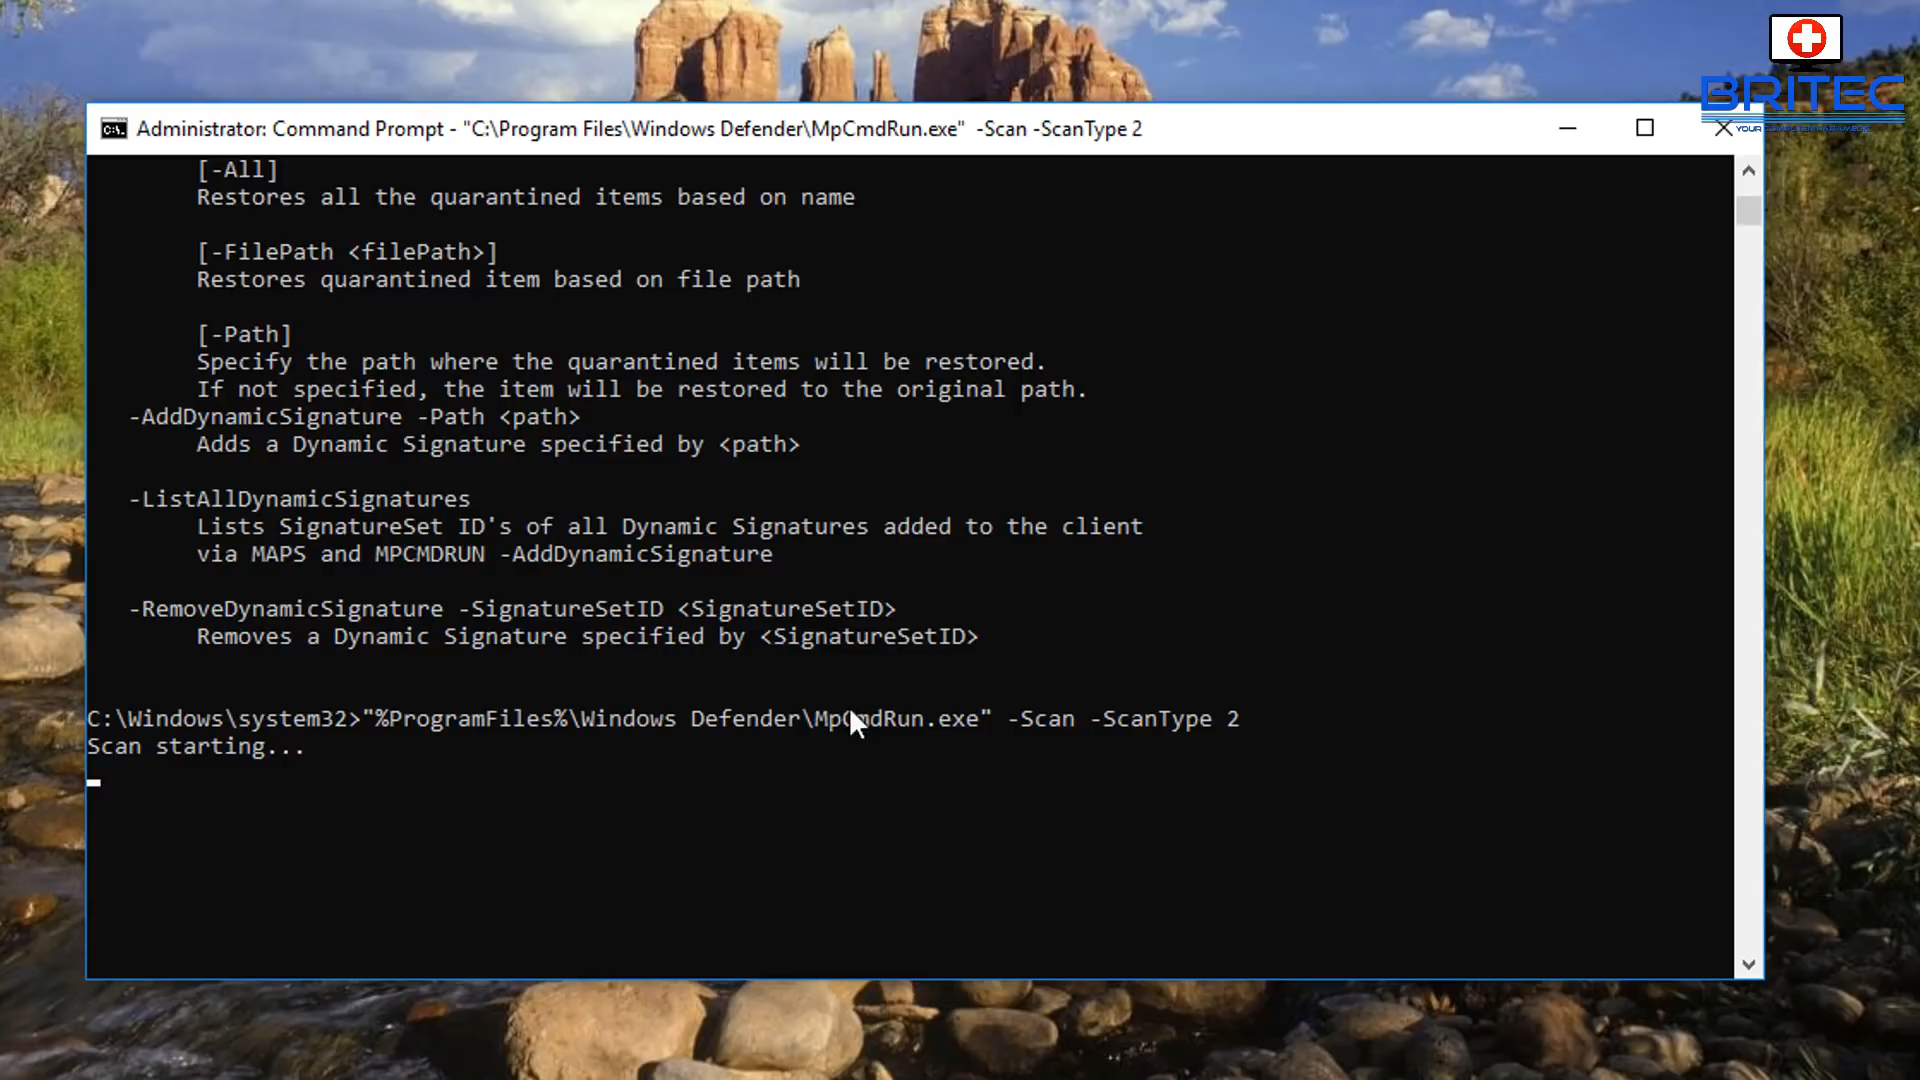 BRITEC
Administrator: Command Prompt - "C:\Program Files\Windows Defender\MpCmdRun.exe"  -Scan -ScanType 2
[-All]
Restores all the quarantined items based on name
[-FilePath <filePath>]
Restores quarantined item based on file path
[-Path]
Specify the path where the quarantined items will be restored.
If not specified, the item will be restored to the original path.
-AddDynamicSignature -Path <path>
Adds a Dynamic Signature specified by <path>
-ListAllDynamicSignatures
Lists SignatureSet ID's of all Dynamic Signatures added to the client
via MAPS and MPCMDRUN -AddDynamicSignature
-RemoveDynamicSignature -SignatureSetID <SignatureSetID>
Removes a Dynamic Signature specified by <SignatureSetID>
C:\Windows\system32>"%ProgramFiles%\Windows Defender\MpCmdRun.exe" -Scan -ScanType 2
Scan starting...